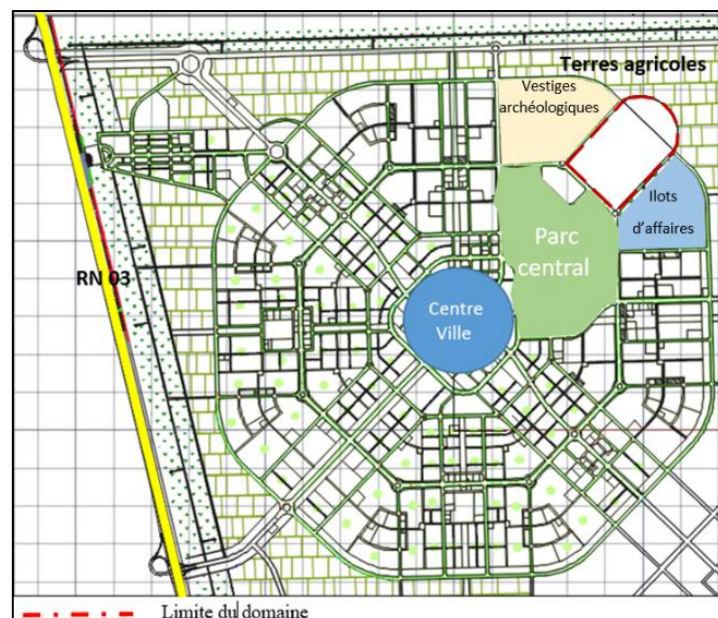 Terres agricoles
Vestiges
archéologiques
Ilots
d'affaires
Parc
central
RN 03
Centre
Ville
Limite du domaine